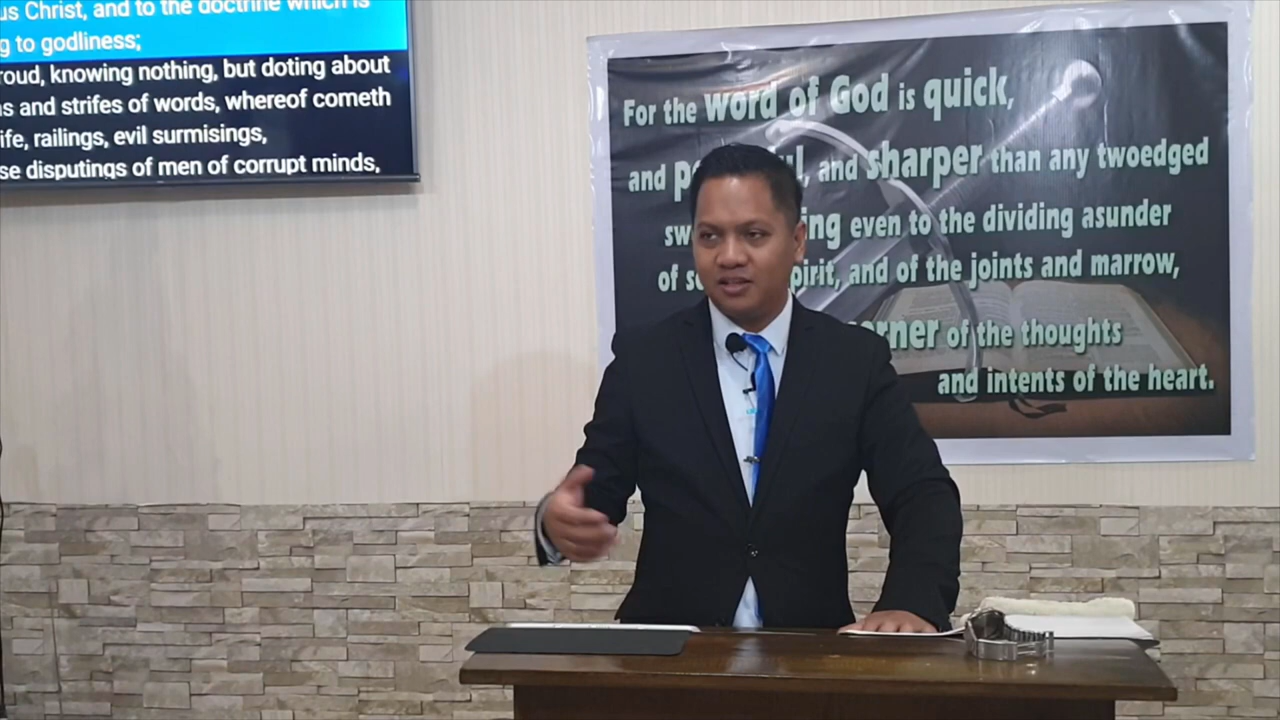 us Christ, and to the doctrine which is
g to godliness;
roud, knowing nothing, but doting about
ns and strifes of words, whereof cometh
ife, railings, evil surmisings,
se disputings of men of corrupt minds,
For the word of God is quick,
and and sharper than any twoedged
ing even to the dividing asunder
of pirit, and of the joints and marrow,
erner of the thoughts
and intents of the heart.